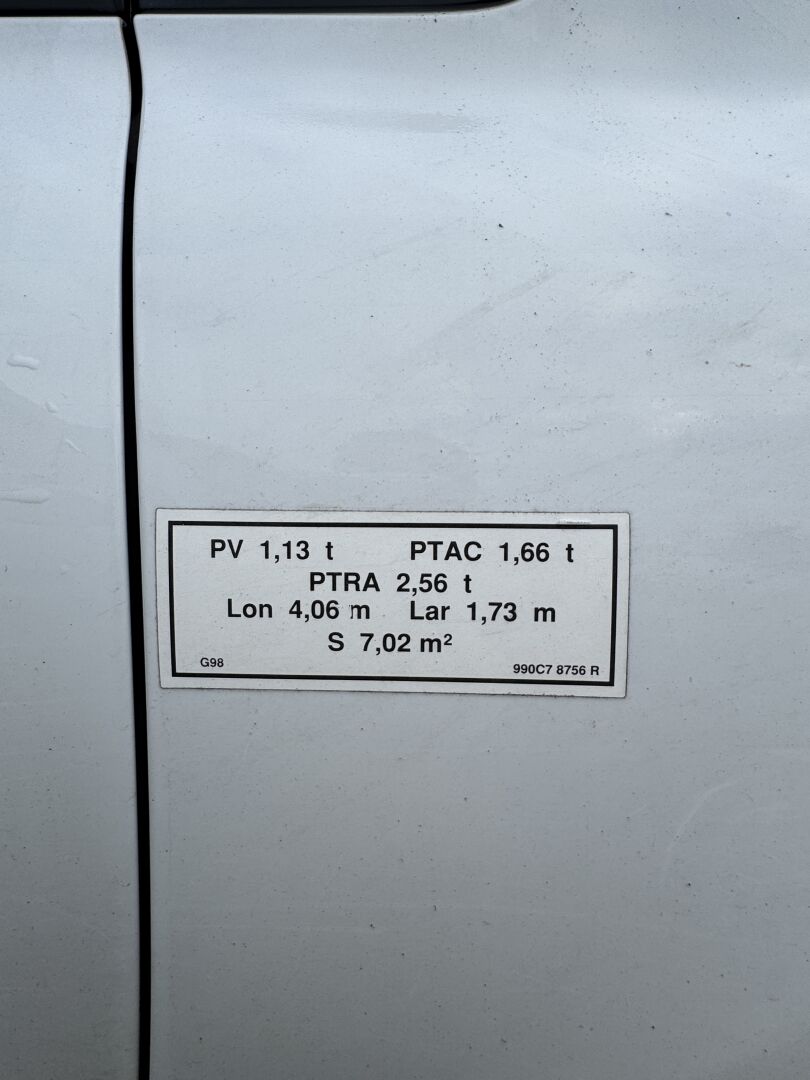 PV 1,13 t PTAC 1,66 t
PTRA 2,56 t
Lon 4,06 m Lar 1,73 m
S 7,02 m²
G98 990C7 8756 R